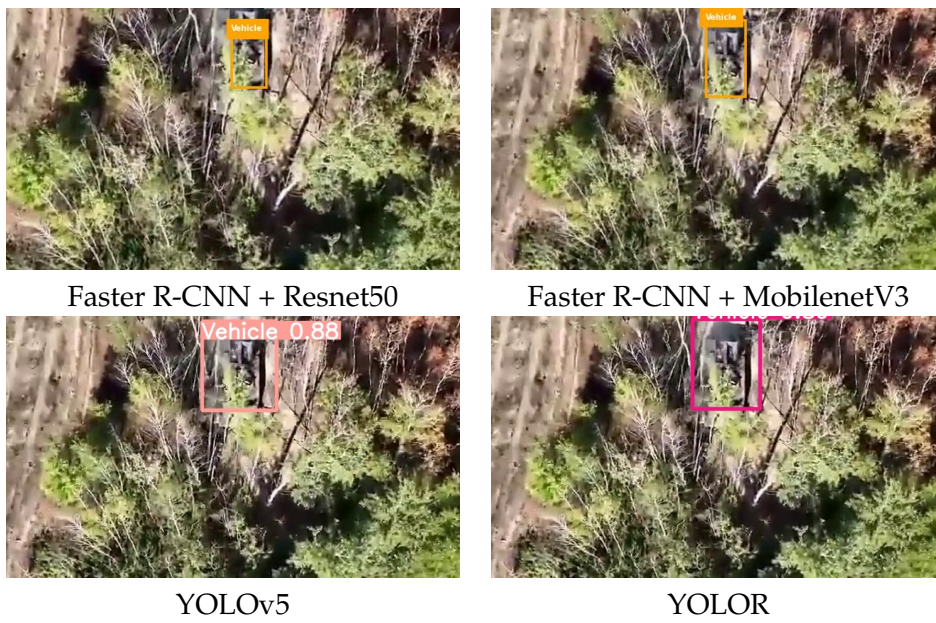 Vehicle
Vehicle
Faster R-CNN + Resnet50
Faster R-CNN + MobilenetV3
Vehicle 0.88
YOLOv5
YOLOR